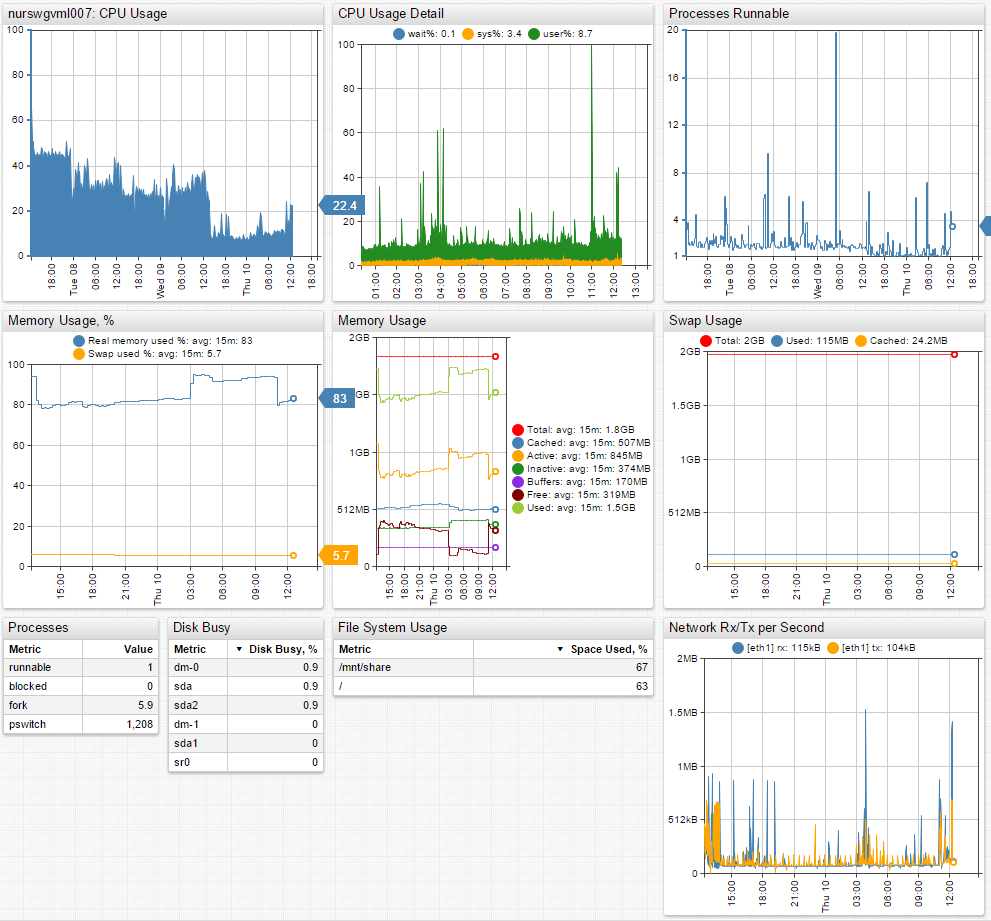 nurswgvml007: CPU Usage
100
80
60
40
20
0
18:00
Tue 08
06:00
12:00
18:00
Wed 09
06:00
12:00
18:00
Thu 10
06:00
12:00
18:00
22.4
CPU Usage Detail
wait%: 0.1 sys%: 3.4 user%: 8.7
100
80
60
40
20
0
01:00
02:00
03:00
04:00
05:00
06:00
07:00
08:00
09:00
10:00
11:00
12:00
13:00
Processes Runnable
20
16
12
8
4
1
18:00
Tue 08
06:00
12:00
18:00
Wed 09
06:00
12:00
18:00
Thu 10
06:00
12:00
18:00
Memory Usage, %
Real memory used %: avg: 15m: 83
Swap used %: avg: 15m: 5.7
100
80
60
40
20
0
15:00
18:00
21:00
Thu 10
03:00
06:00
09:00
12:00
83
5.7
Memory Usage
2GB
GB
1GB
512MB
0
15:00
18:00
21:00
Thu 10
03:00
06:00
09:00
12:00
Total: avg: 15m: 1.8GB
Cached: avg: 15m: 507MB
Active: avg: 15m: 845MB
Inactive: avg: 15m: 374MB
Buffers: avg: 15m: 170MB
Free: avg: 15m: 319MB
Used: avg: 15m: 1.5GB
Swap Usage
Total: 2GB Used: 115MB Cached: 24.2MB
2GB
1.5GB
1GB
512MB
0
15:00
18:00
21:00
Thu 10
03:00
06:00
09:00
12:00
Processes
Metric Value
runnable 1
blocked 0
fork 5.9
pswitch 1,208
Disk Busy
Metric ▼ Disk Busy, %
dm-0 0.9
sda 0.9
sda2 0.9
dm-1 0
sda1 0
sr0 0
File System Usage
Metric ▼ Space Used, %
/mnt/share 67
/ 63
Network Rx/Tx per Second
[eth1] rx: 115kB [eth1] tx: 104kB
2MB
1.5MB
1MB
512kB
0
15:00
18:00
21:00
Thu 10
03:00
06:00
09:00
12:00